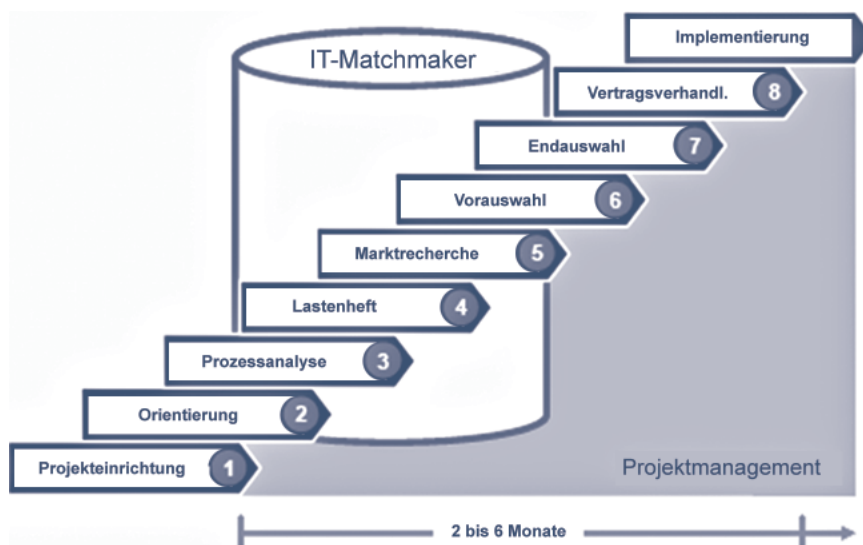 Implementierung
IT-Matchmaker
Vertragsverhandl. 8
Endauswahl 7
Vorauswahl 6
Marktrecherche 5
Lastenheft 4
Prozessanalyse 3
Orientierung 2
Projekteinrichtung 1
Projektmanagement
2 bis 6 Monate